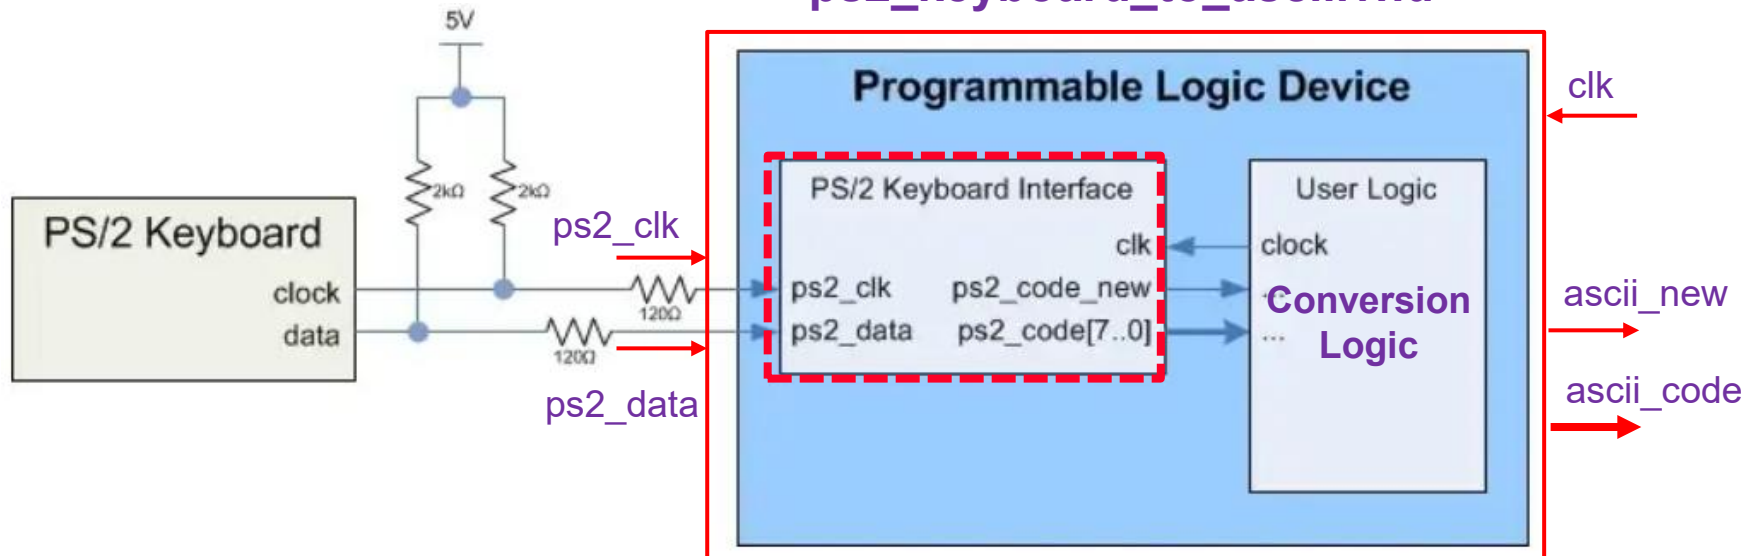 5V
Programmable Logic Device
clk
2kΩ
2kΩ
PS/2 Keyboard Interface
User Logic
PS/2 Keyboard
ps2_clk
clk
clock
clock
ps2_clk
ps2_code_new
...
Conversion
Logic
ascii_new
120Ω
data
ps2_data
ps2_code[7..0]
...
120Ω
ps2_data
ascii_code